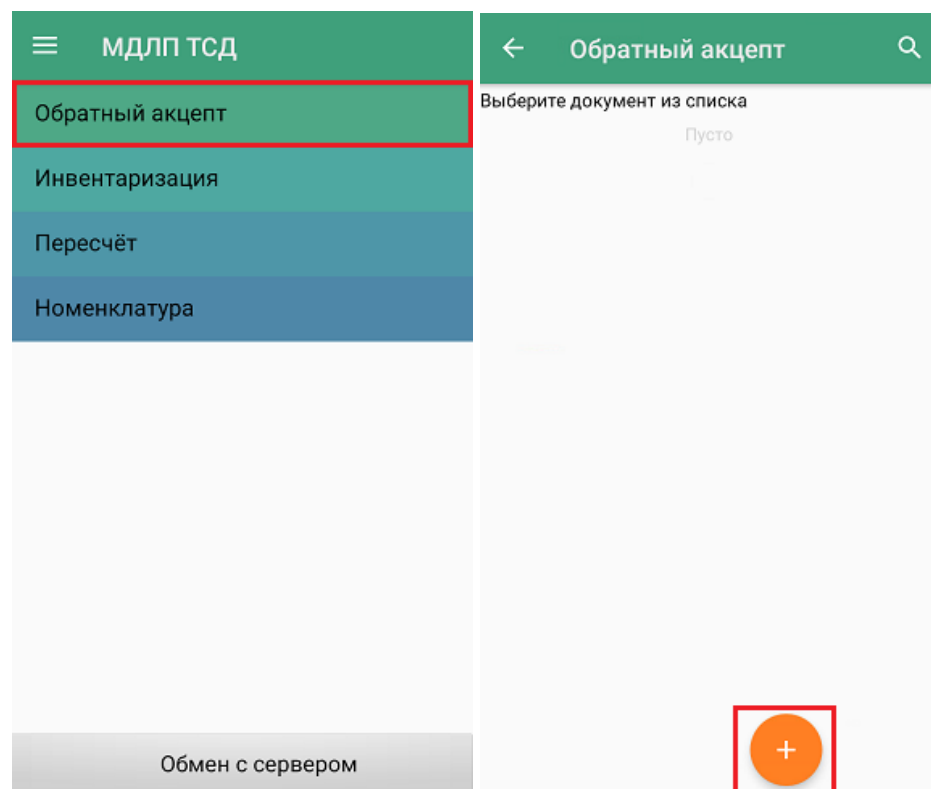 МДЛП ТСД
Обратный акцепт
Инвентаризация
Пересчёт
Номенклатура
Обмен с сервером
Обратный акцепт
Выберите документ из списка
Пусто
+